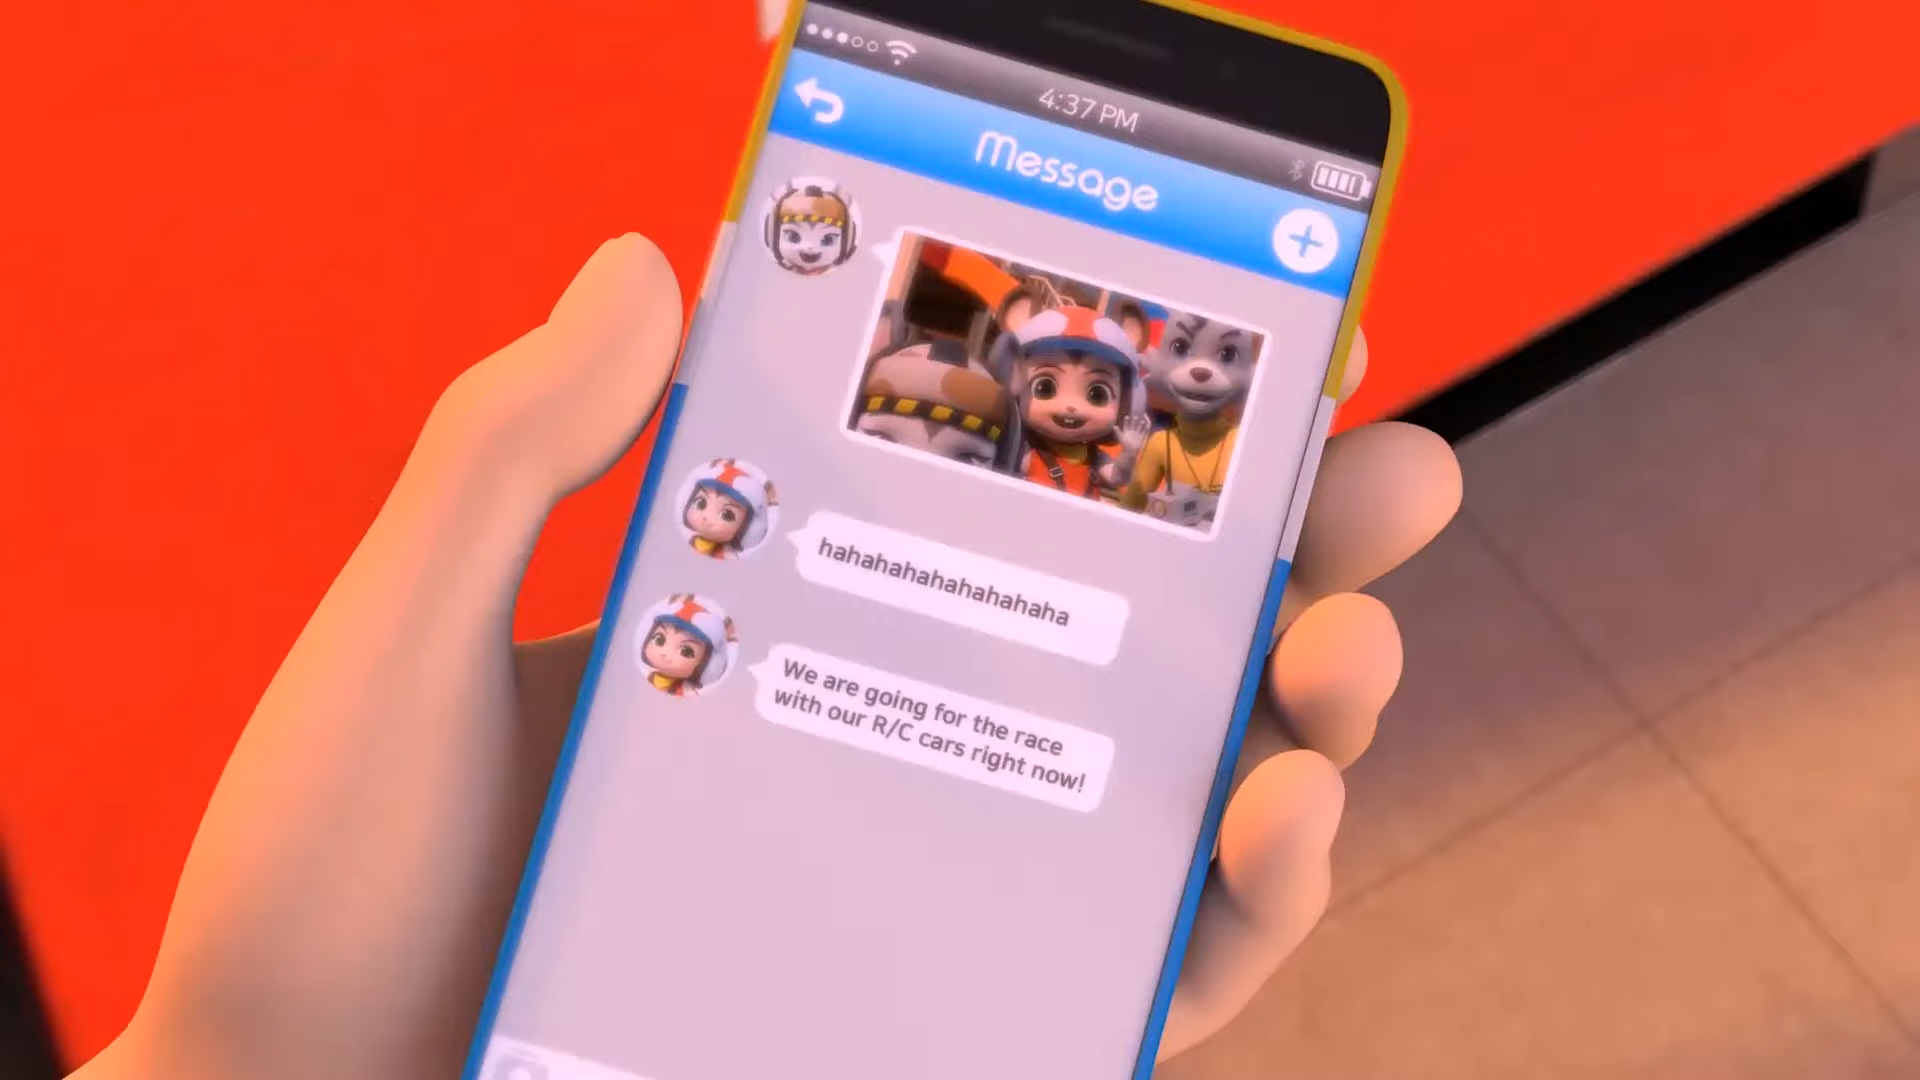 4:37 PM
Message
hahahahahahahahaha
We are going for the race
with our R/C cars right now!